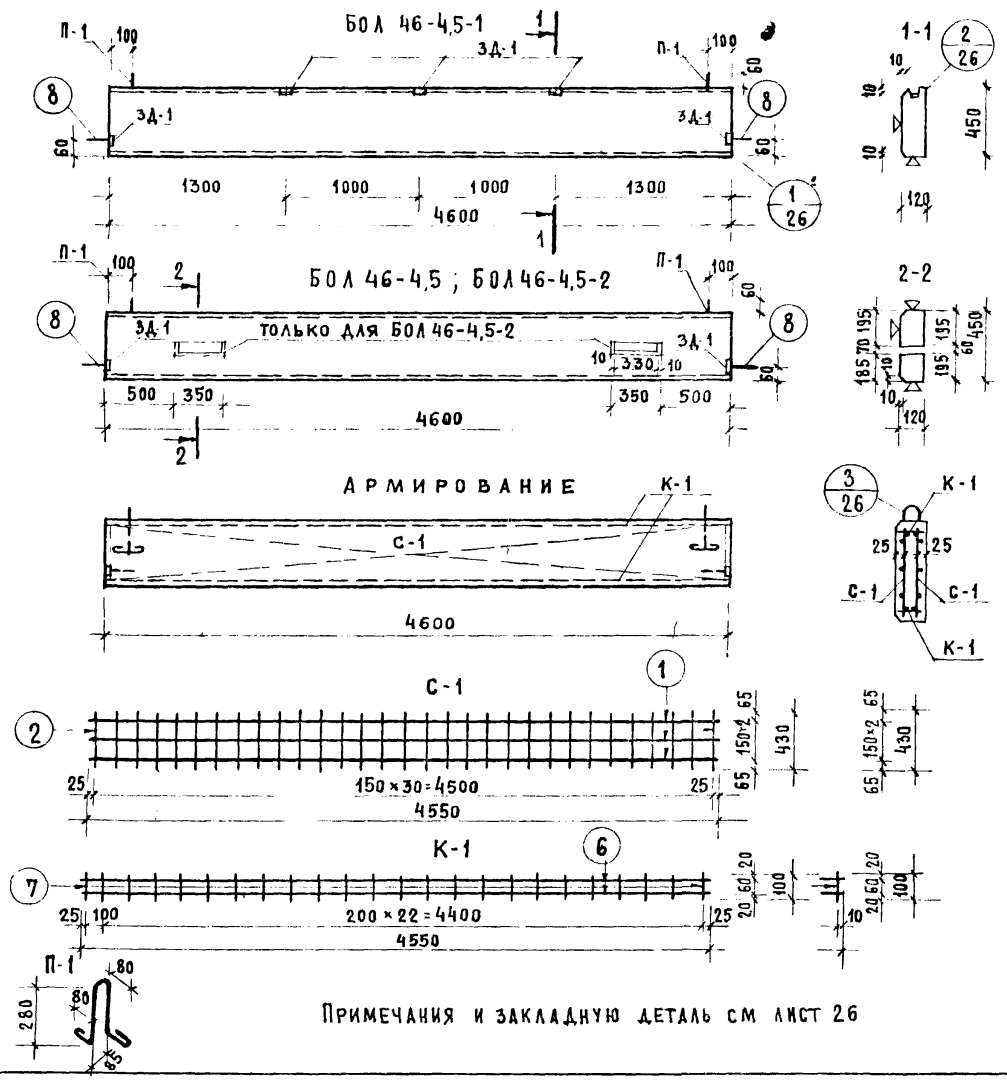 БОЛ 46-4,5-1
П-1 100
1
3Д-1
П-1 100
60
8
3Д-1
60
3Д-1
8
60
1300 1000 1000 1300
4600
1
1
26
1-1
2
26
10
10
450
10
120
П-1
100
2
БОЛ 46-4,5 ; БОЛ 46-4,5-2
П-1
100
60
8
3Д-1
ТОЛЬКО ДЛЯ БОЛ 46-4,5-2
3Д-1
8
10 330 10
60
500 350
350 500
4600
2
2-2
195
70
185
10
195
60
195
450
10
120
АРМИРОВАНИЕ
К-1
С-1
4600
3
26
К-1
25 25
С-1 С-1
К-1
С-1
1
2
65
150×2
65
430
65
150×2
65
430
25 150×30=4500 25
4550
К-1
6
7
20
60
20
100
20
60
20
100
25 100 200×22=4400 25
10
4550
П-1
80
80
280
85
ПРИМЕЧАНИЯ И ЗАКЛАДНУЮ ДЕТАЛЬ СМ ЛИСТ 26